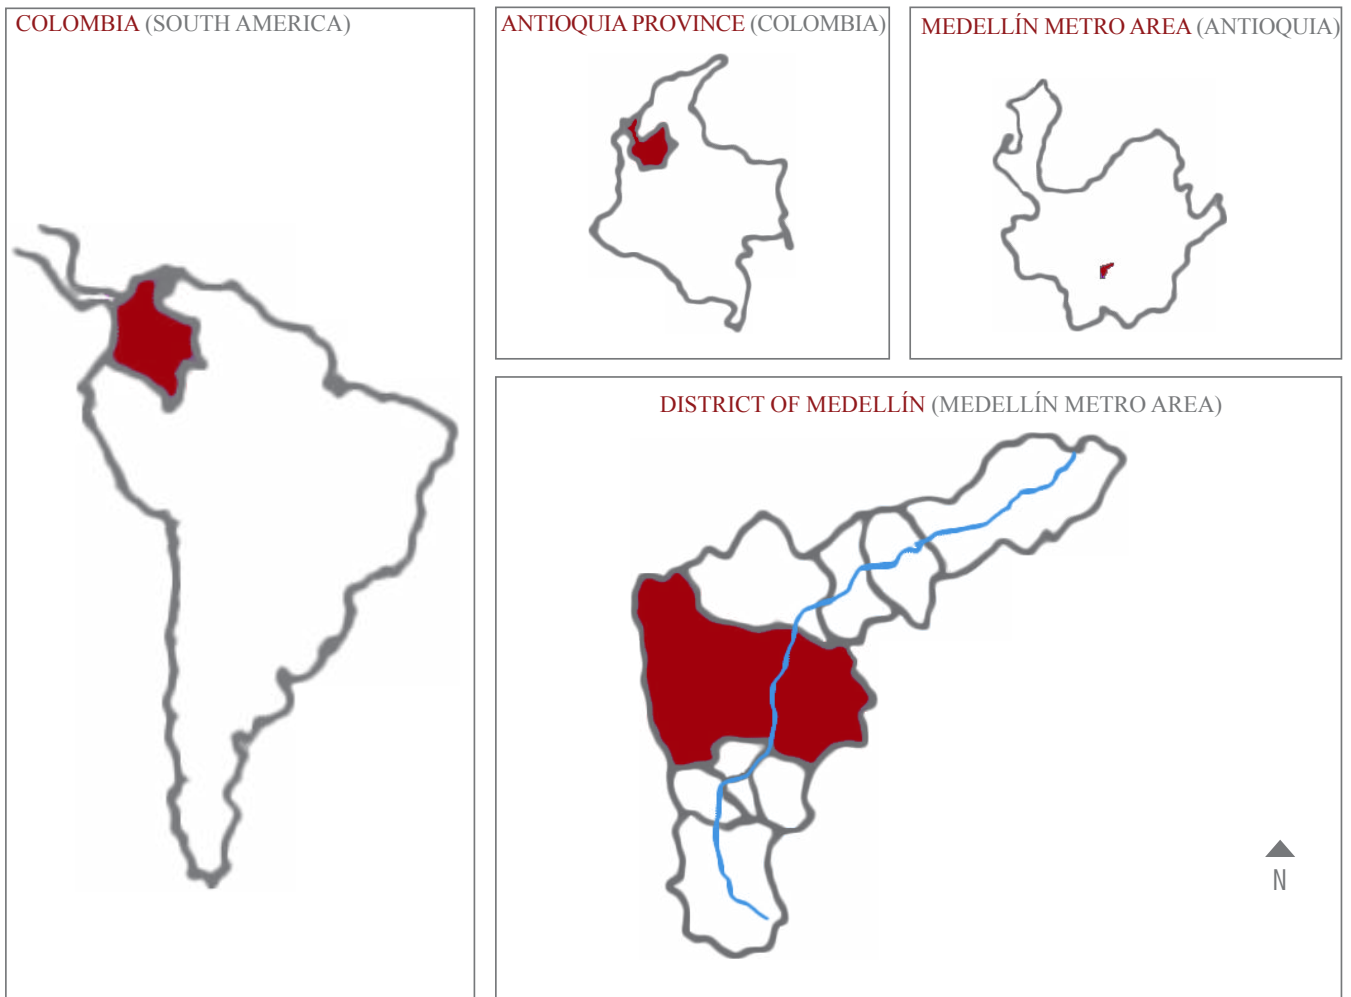 COLOMBIA (SOUTH AMERICA)
ANTIOQUIA PROVINCE (COLOMBIA)
MEDELLÍN METRO AREA (ANTIOQUIA)
DISTRICT OF MEDELLÍN (MEDELLÍN METRO AREA)
N